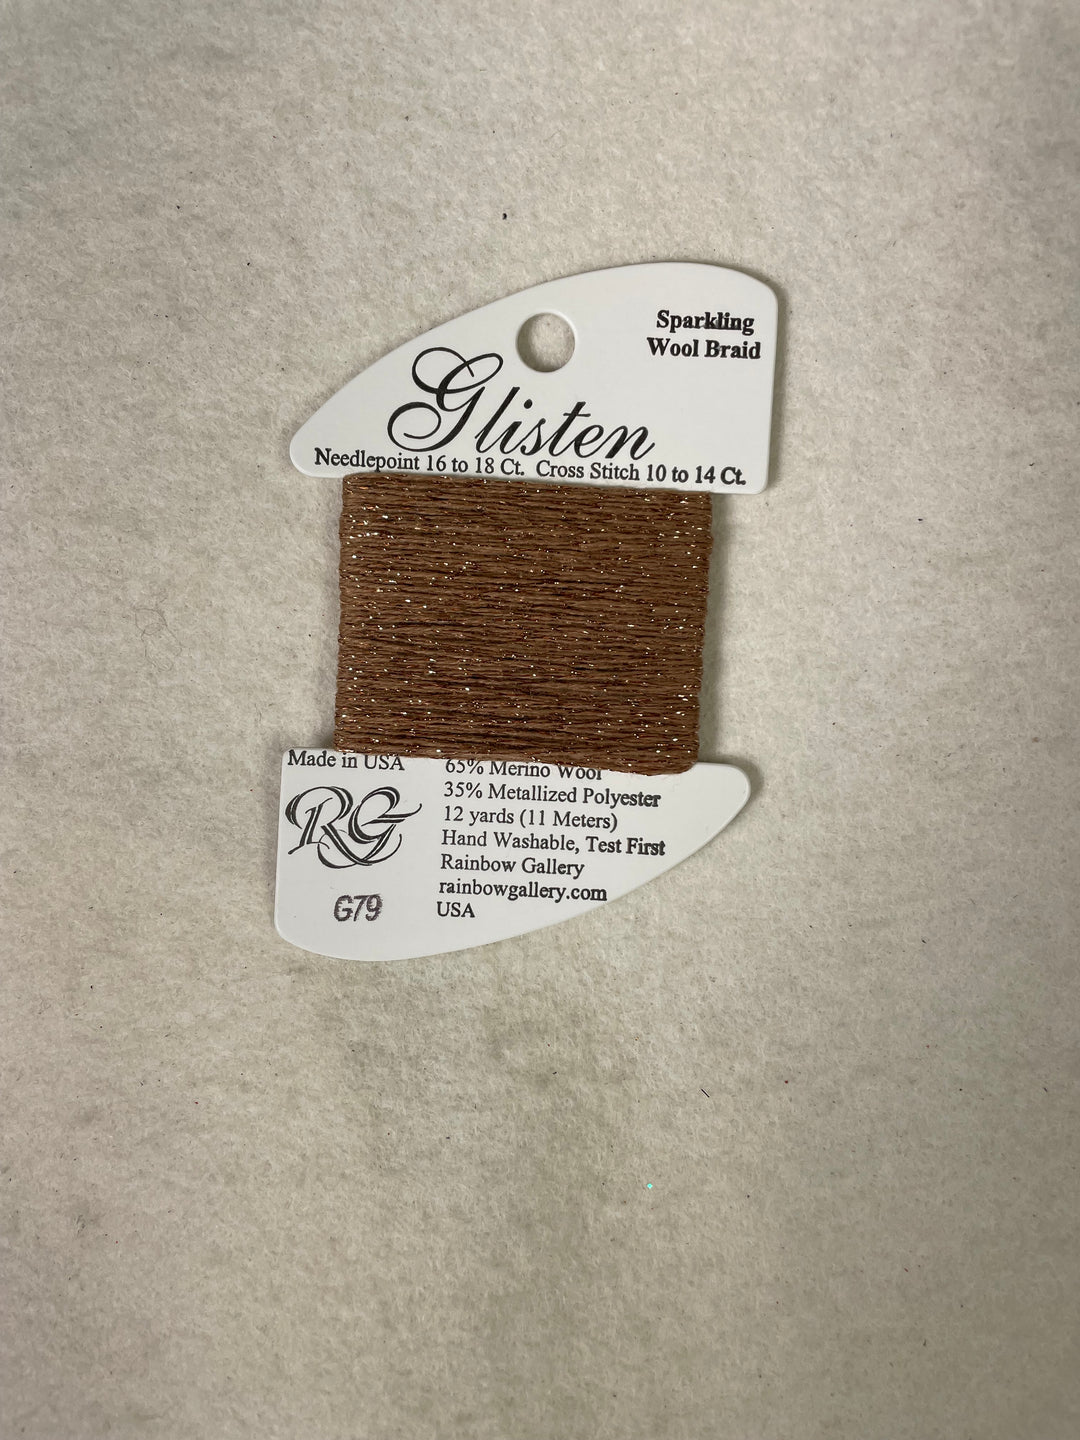 Sparkling
Wool Braid
Glisten
Needlepoint 16 to 18 Ct. Cross Stitch 10 to 14 Ct.
Made in USA
RG
G79
65% Merino Wool
35% Metallized Polyester
12 yards (11 Meters)
Hand Washable, Test First
Rainbow Gallery
rainbowgallery.com
USA